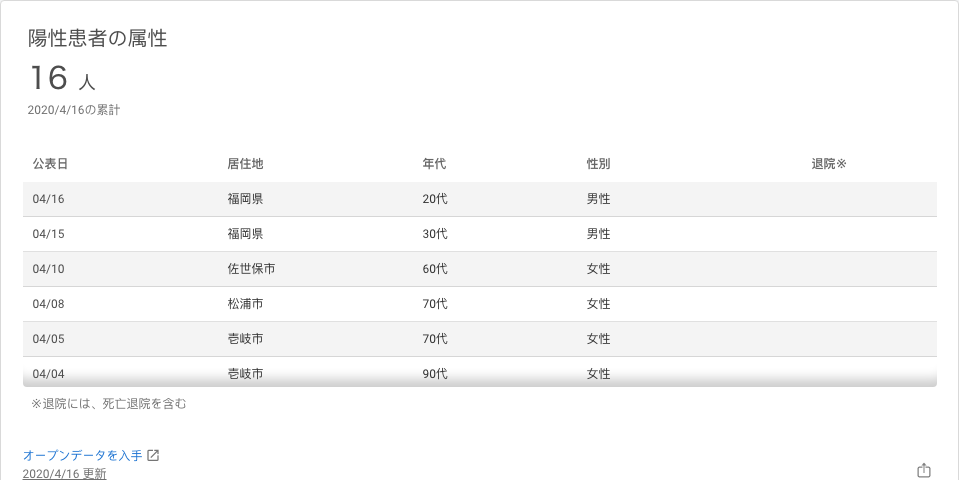 陽性患者の属性
16 人
2020/4/16の累計
公表日 居住地 年代 性別 退院※
04/16 福岡県 20代 男性
04/15 福岡県 30代 男性
04/10 佐世保市 60代 女性
04/08 松浦市 70代 女性
04/05 壱岐市 70代 女性
04/04 壱岐市 90代 女性
※退院には、死亡退院を含む
オープンデータを入手
2020/4/16 更新